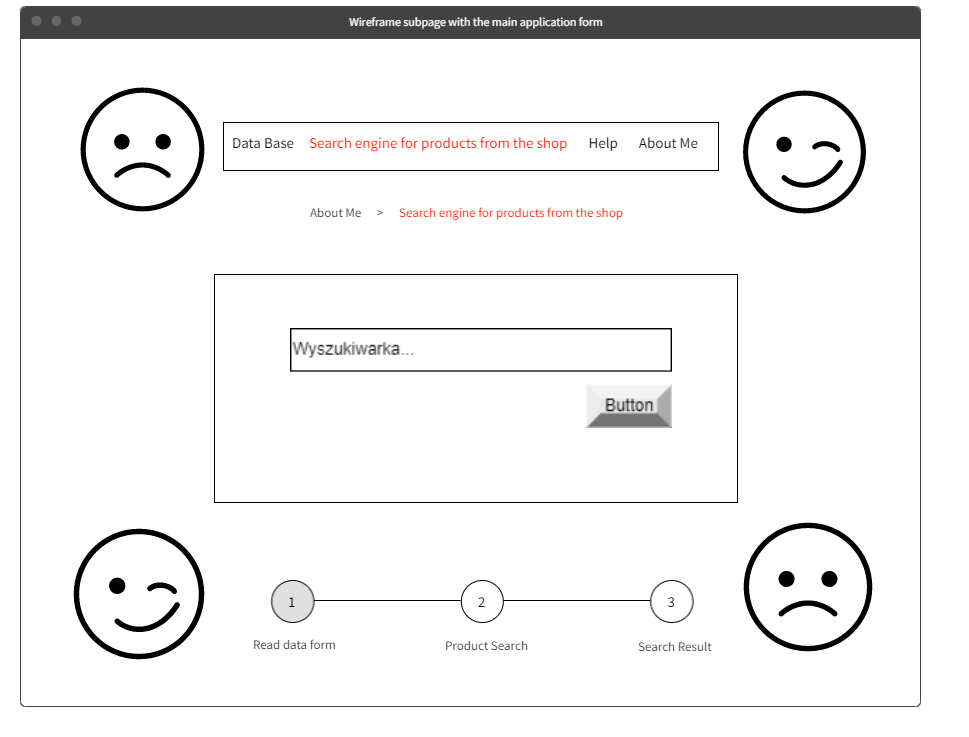 Wireframe subpage with the main application form
Data Base Search engine for products from the shop Help About Me
About Me > Search engine for products from the shop
Wyszukiwarka...
Button
1 2 3
Read data form Product Search Search Result